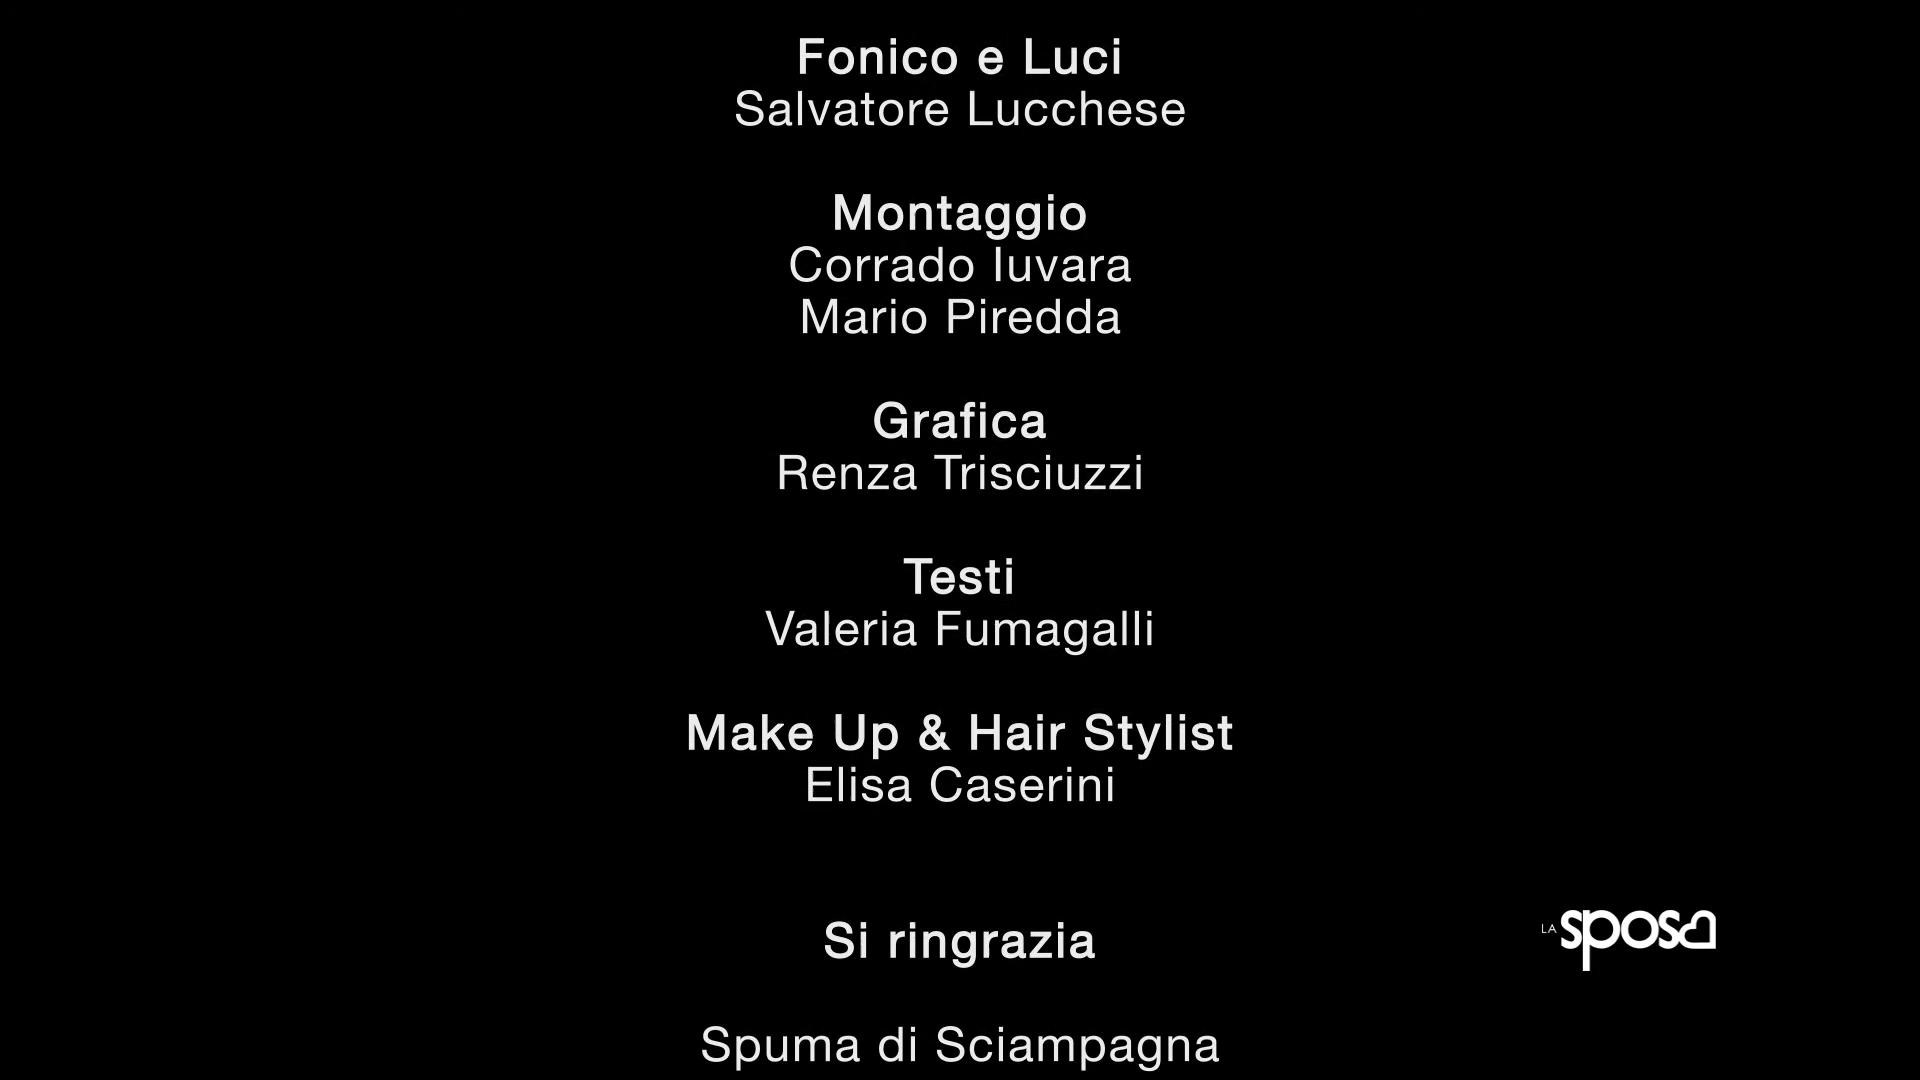 Fonico e Luci
Salvatore Lucchese
Montaggio
Corrado Iuvara
Mario Piredda
Grafica
Renza Trisciuzzi
Testi
Valeria Fumagalli
Make Up & Hair Stylist
Elisa Caserini
Si ringrazia
LA sposa
Spuma di Sciampagna